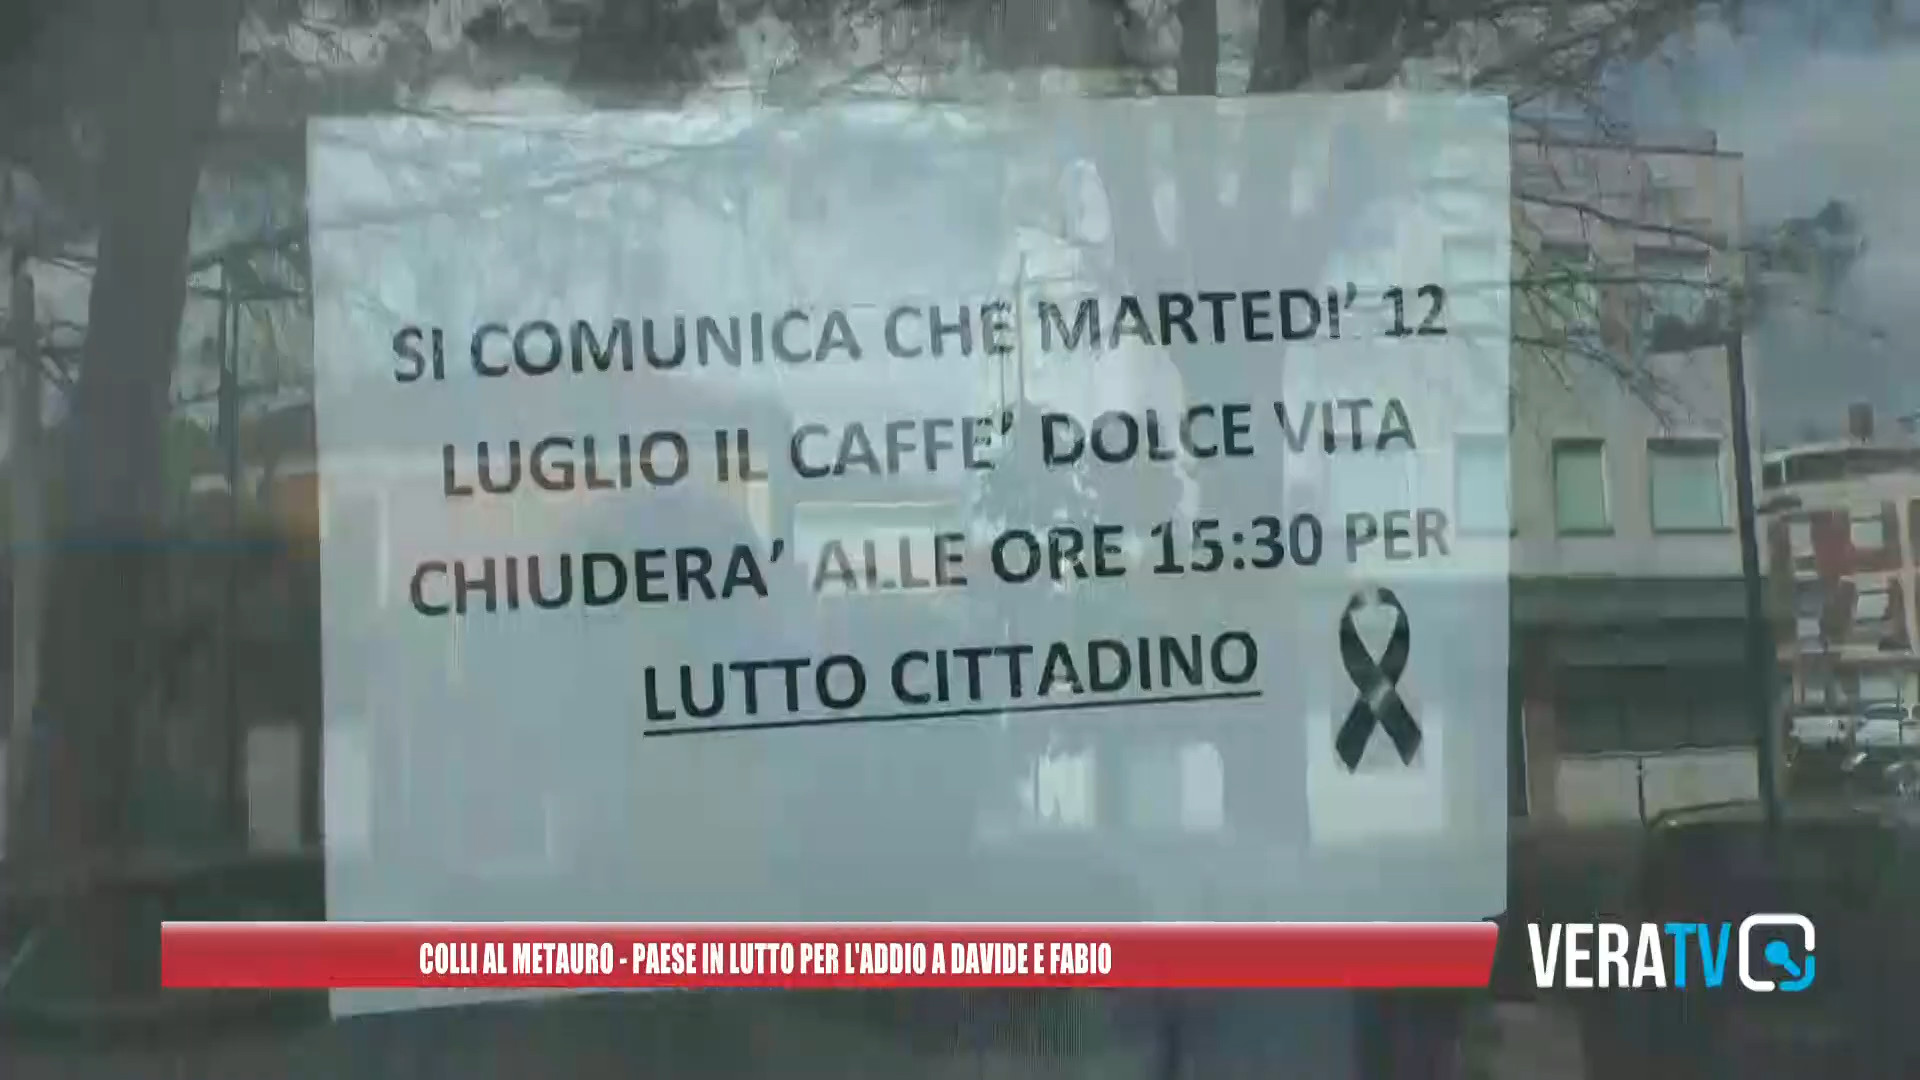 SI COMUNICA CHE MARTEDI' 12
LUGLIO IL CAFFE' DOLCE VITA
CHIUDERA' ALLE ORE 15:30 PER
LUTTO CITTADINO
COLLI AL METAURO - PAESE IN LUTTO PER L'ADDIO A DAVIDE E FABIO
VERATV